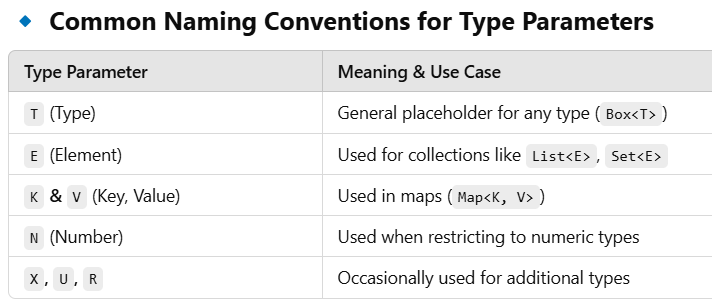 Common Naming Conventions for Type Parameters
Type Parameter Meaning & Use Case
T (Type) General placeholder for any type (Box<T>)
E (Element) Used for collections like List<E>, Set<E>
K & V (Key, Value) Used in maps (Map<K, V>)
N (Number) Used when restricting to numeric types
X, U, R Occasionally used for additional types